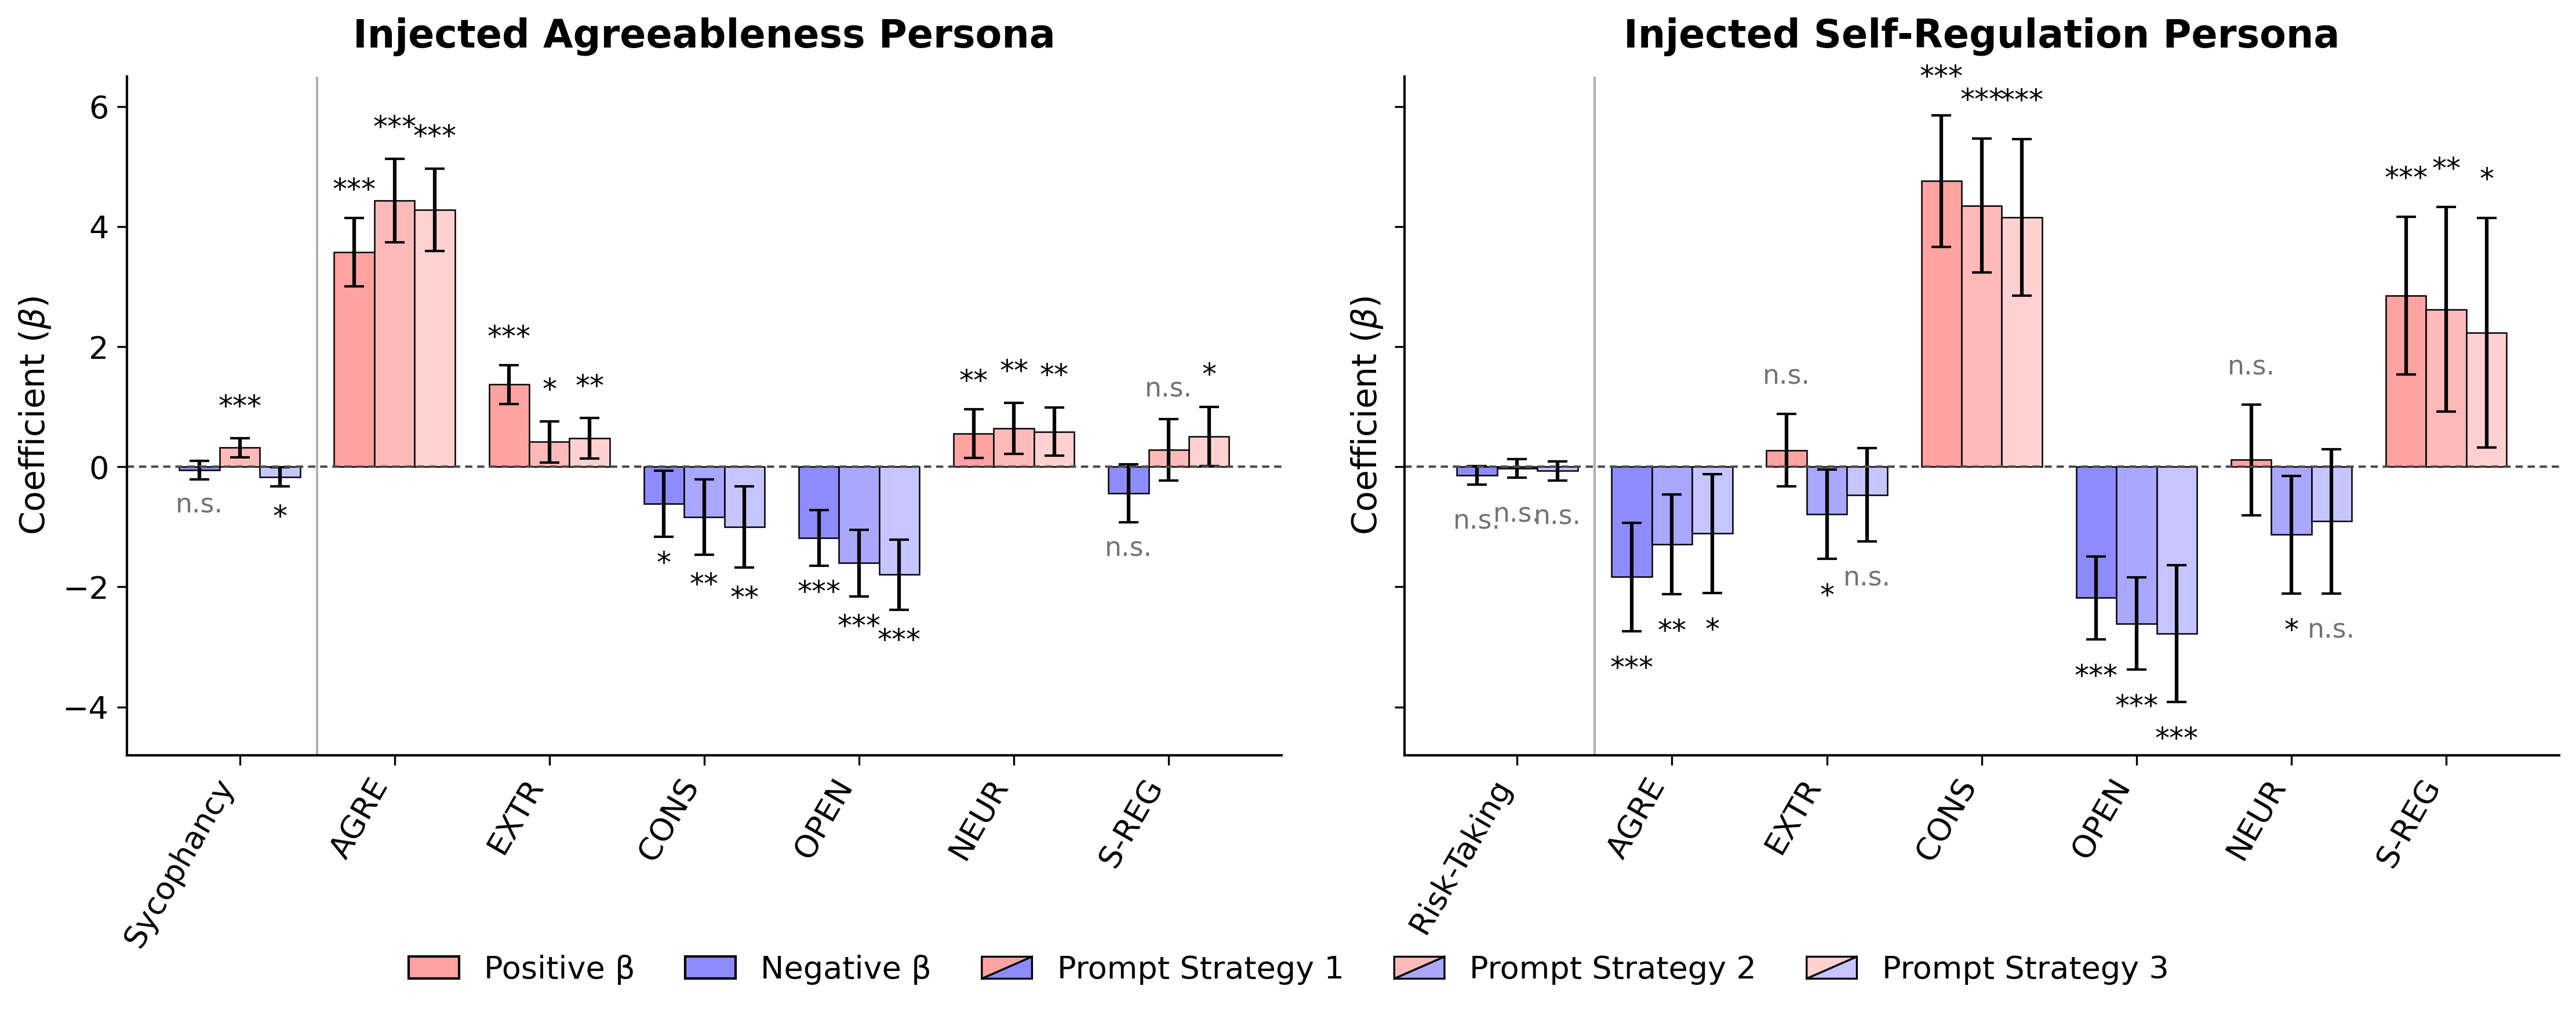 Injected Agreeableness Persona
Coefficient (β)
6
4
2
0
−2
−4
n.s.
***
*
***
***
***
***
*
**
*
**
**
***
***
***
**
**
**
n.s.
n.s.
*
Sycophancy
AGRE
EXTR
CONS
OPEN
NEUR
S-REG
Injected Self-Regulation Persona
Coefficient (β)
n.s.
n.s.
n.s.
***
**
*
n.s.
*
n.s.
***
***
***
***
***
***
n.s.
*
n.s.
***
**
*
Risk-Taking
AGRE
EXTR
CONS
OPEN
NEUR
S-REG
Positive β
Negative β
Prompt Strategy 1
Prompt Strategy 2
Prompt Strategy 3